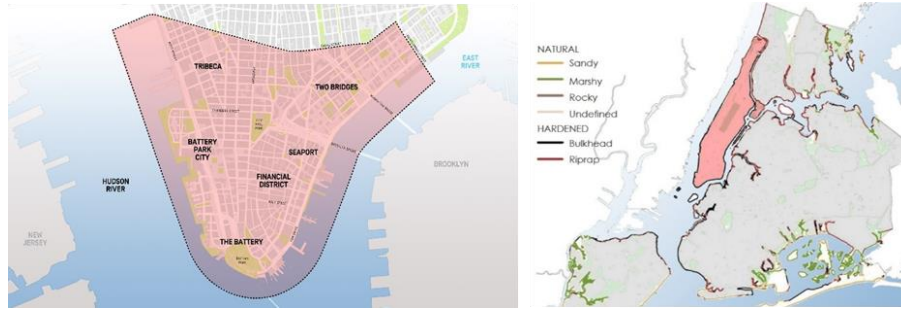 TRIBECA
TWO BRIDGES
EAST
RIVER
BATTERY
PARK
CITY
SEAPORT
BROOKLYN
FINANCIAL
DISTRICT
HUDSON
RIVER
NEW
JERSEY
THE BATTERY
NATURAL
Sandy
Marshy
Rocky
Undefined
HARDENED
Bulkhead
Riprap